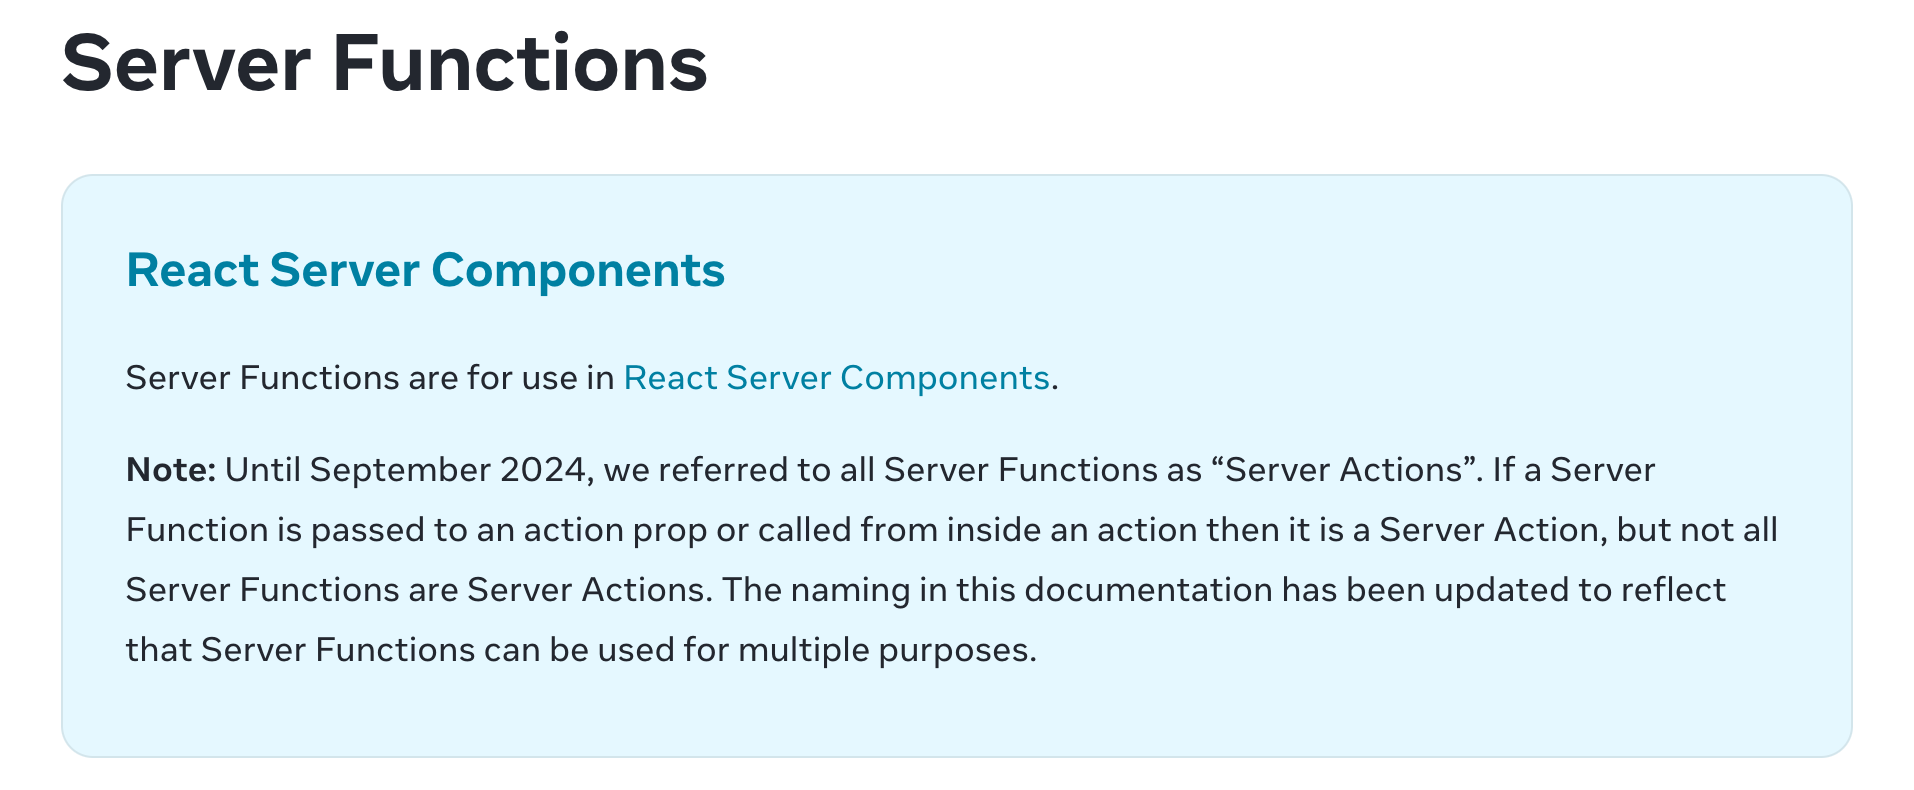 Server Functions
React Server Components
Server Functions are for use in React Server Components.
Note: Until September 2024, we referred to all Server Functions as “Server Actions”. If a Server
Function is passed to an action prop or called from inside an action then it is a Server Action, but not all
Server Functions are Server Actions. The naming in this documentation has been updated to reflect
that Server Functions can be used for multiple purposes.